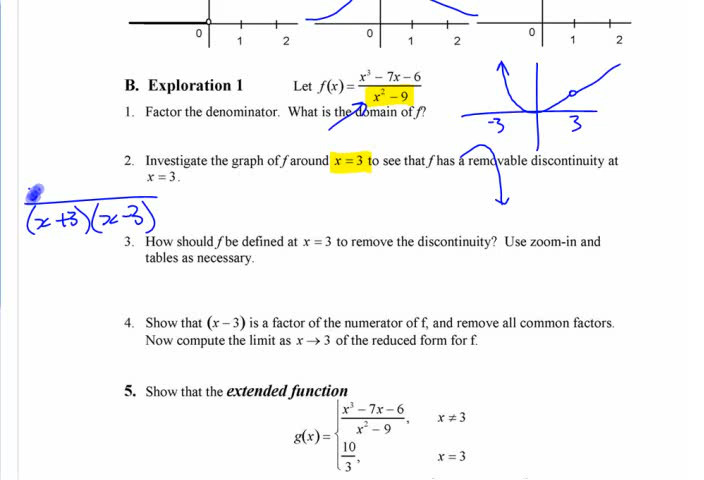 0 1 2 0 1 2 0 1 2
B. Exploration 1 Let f(x) = x³ − 7x − 6 / x² − 9
1. Factor the denominator. What is the domain of f?
-3 3
2. Investigate the graph of f around x = 3 to see that f has a removable discontinuity at
x = 3.
(x+3)(x-3)
3. How should f be defined at x = 3 to remove the discontinuity? Use zoom-in and
tables as necessary.
4. Show that (x − 3) is a factor of the numerator of f, and remove all common factors.
Now compute the limit as x → 3 of the reduced form for f.
5. Show that the extended function
g(x) = { x³ − 7x − 6 / x² − 9, x ≠ 3
10/3, x = 3